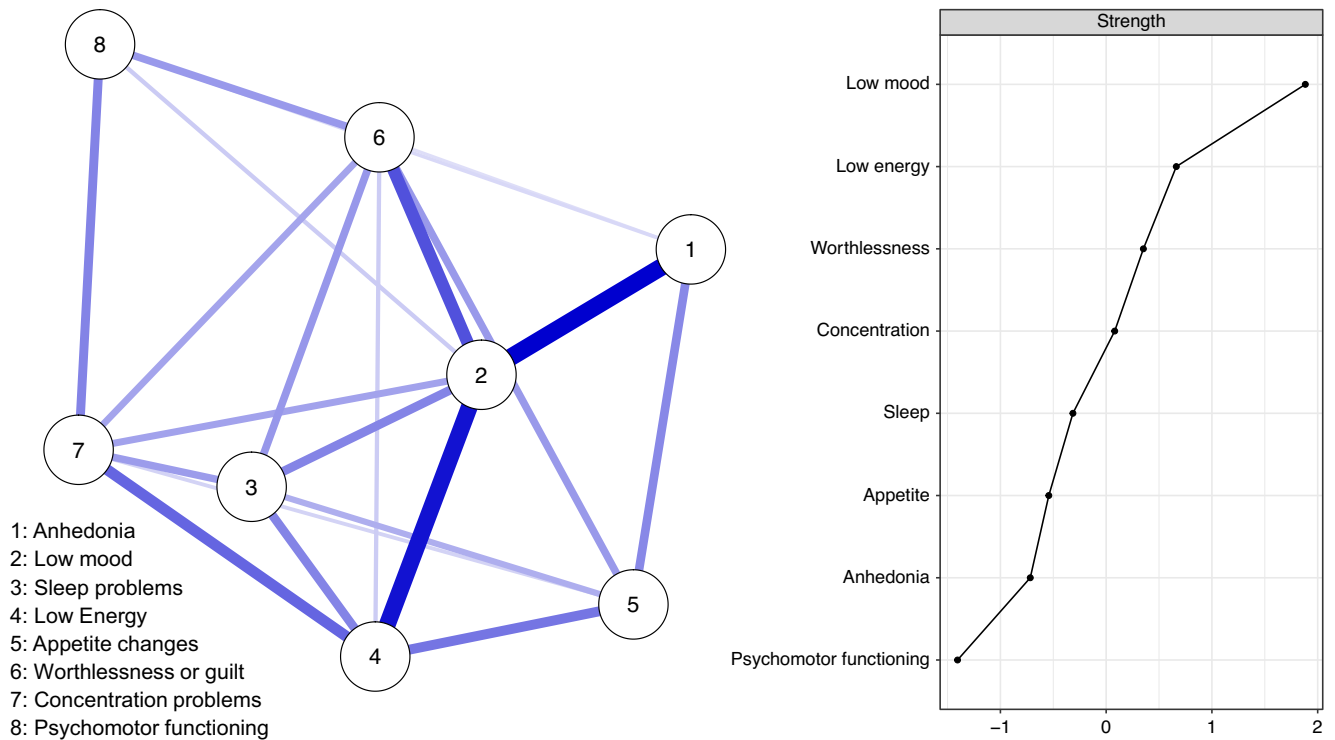 8
6
1
2
7
3
5
4
1: Anhedonia
2: Low mood
3: Sleep problems
4: Low Energy
5: Appetite changes
6: Worthlessness or guilt
7: Concentration problems
8: Psychomotor functioning
Strength
Low mood
Low energy
Worthlessness
Concentration
Sleep
Appetite
Anhedonia
Psychomotor functioning
−1 0 1 2